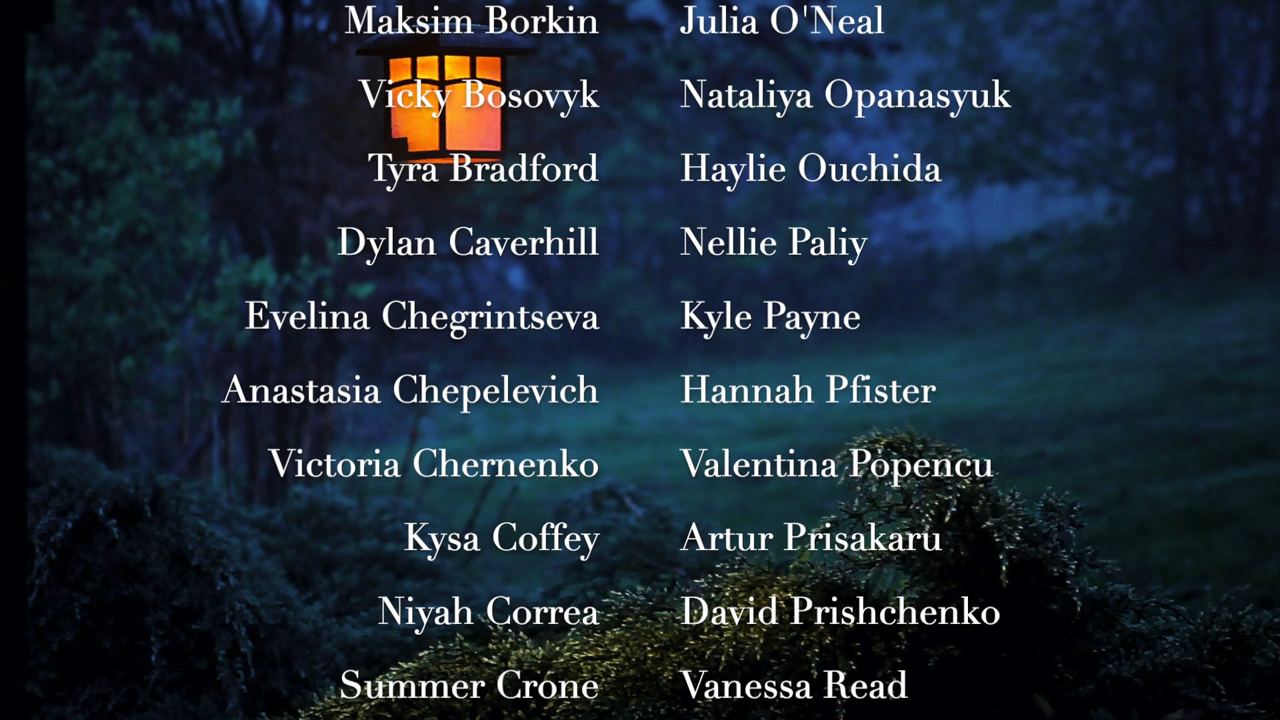 Maksim Borkin Julia O'Neal
Vicky Bosovyk Nataliya Opanasyuk
Tyra Bradford Haylie Ouchida
Dylan Caverhill Nellie Paliy
Evelina Chegrintseva Kyle Payne
Anastasia Chepelevich Hannah Pfister
Victoria Chernenko Valentina Popencu
Kysa Coffey Artur Prisakaru
Niyah Correa David Prishchenko
Summer Crone Vanessa Read